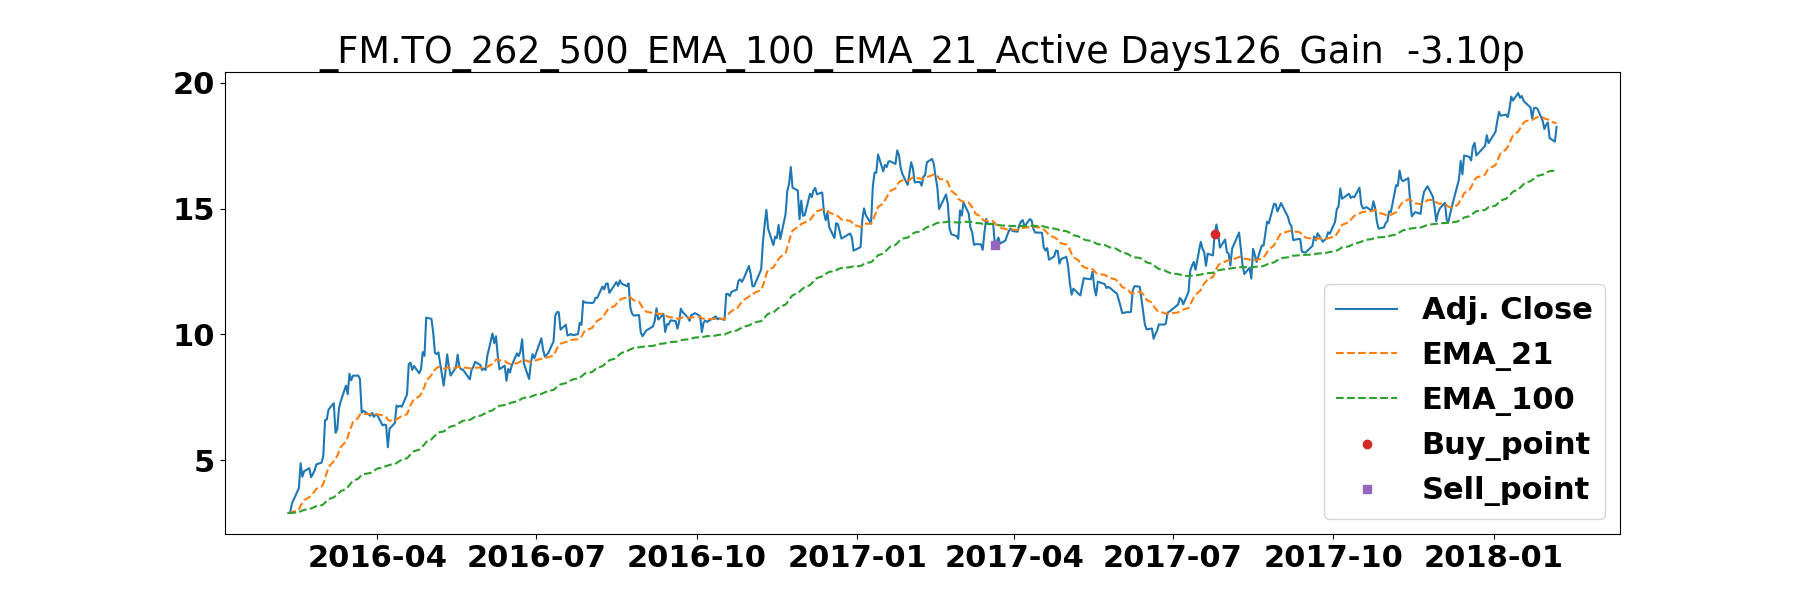 _FM.TO_262_500_EMA_100_EMA_21_Active Days126_Gain  -3.10p
20
15
10
5
2016-04 2016-07 2016-10 2017-01 2017-04 2017-07 2017-10 2018-01
Adj. Close
EMA_21
EMA_100
Buy_point
Sell_point